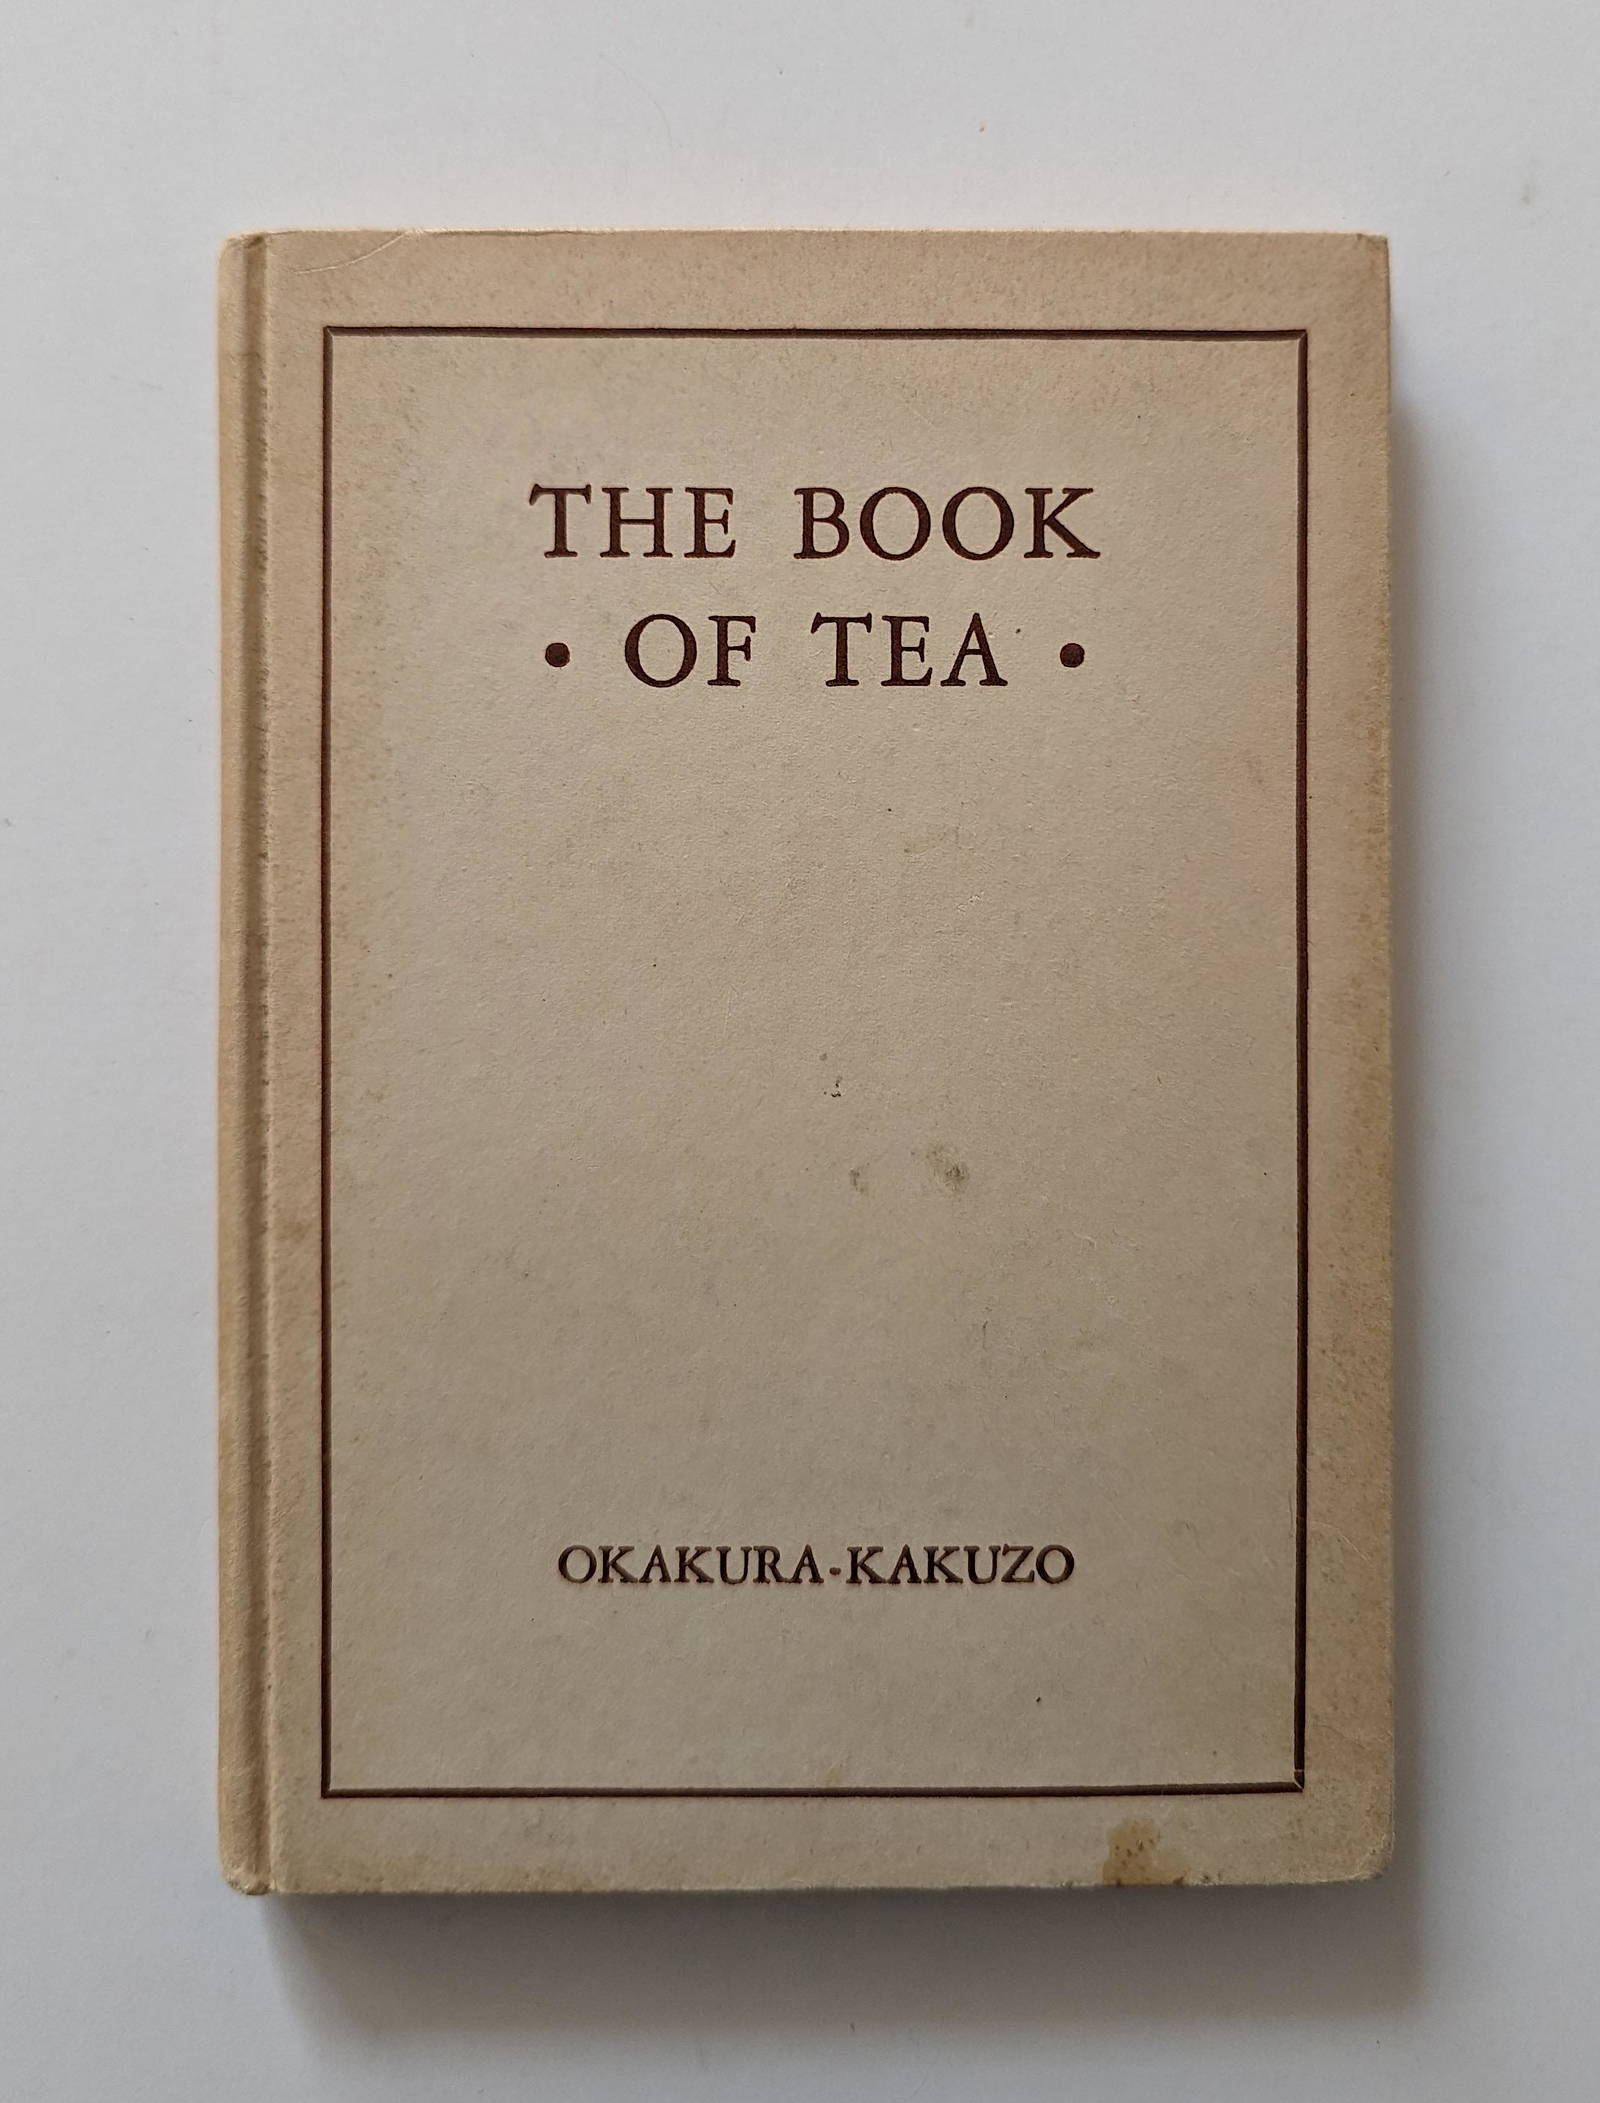 THE BOOK
• OF TEA •
OKAKURA-KAKUZO